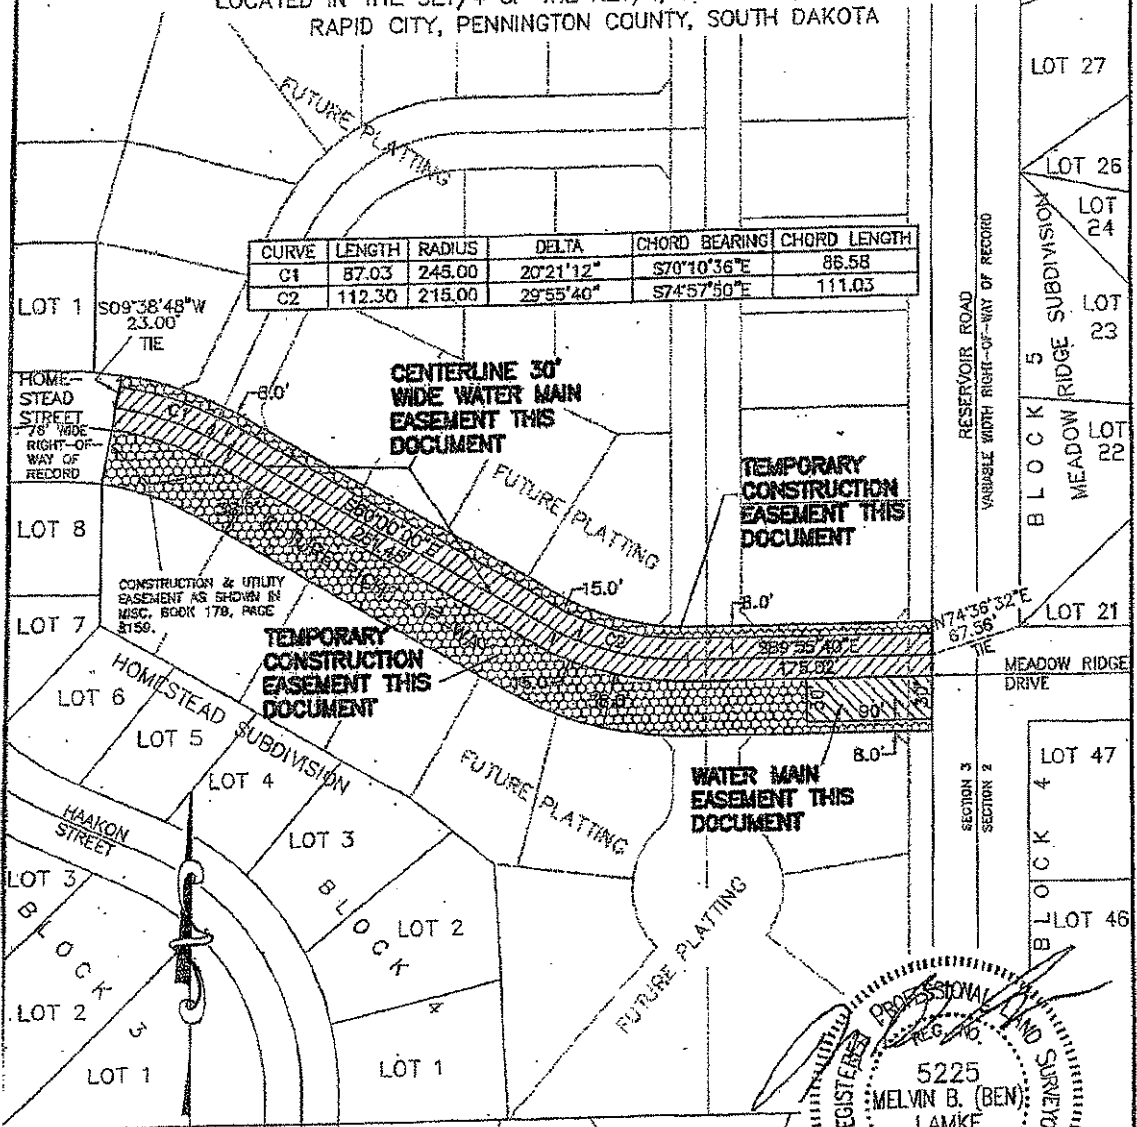 RAPID CITY, PENNINGTON COUNTY, SOUTH DAKOTA
FUTURE PLATTING
LOT 27
LOT 26
LOT
24
LOT
23
LOT
22
LOT 21
BLOCK 5
MEADOW RIDGE SUBDIVISION
RESERVOIR ROAD
VARIABLE WIDTH RIGHT-OF-WAY OF RECORD
CURVE LENGTH RADIUS DELTA CHORD BEARING CHORD LENGTH
C1 87.03 245.00 20°21'12" S70°10'36"E 86.58
C2 112.30 215.00 29°55'40" S74°57'50"E 111.03
LOT 1
S09°38'48"W
23.00'
TIE
HOME-
STEAD
STREET
76' WIDE
RIGHT-OF-
WAY OF
RECORD
C1
8.0'
CENTERLINE 30'
WIDE WATER MAIN
EASEMENT THIS
DOCUMENT
FUTURE PLATTING
TEMPORARY
CONSTRUCTION
EASEMENT THIS
DOCUMENT
S60°00'00"E
LOT 8
CONSTRUCTION & UTILITY
EASEMENT AS SHOWN IN
MISC. BOOK 178, PAGE
LOT 7
TEMPORARY
CONSTRUCTION
EASEMENT THIS
DOCUMENT
15.0'
C2
8.0'
S89°55'40"E
175.02
N74°36'32"E
67.56'
TIE
MEADOW RIDGE
DRIVE
15.0'
30'
90'
30'
8.0'
WATER MAIN
EASEMENT THIS
DOCUMENT
HOMESTEAD SUBDIVISION
LOT 6
LOT 5
LOT 4
LOT 3
LOT 2
LOT 1
BLOCK 4
FUTURE PLATTING
FUTURE PLATTING
HAAKON
STREET
LOT 3
LOT 2
LOT 1
BLOCK 3
SECTION 3
SECTION 2
LOT 47
LOT 46
BLOCK 4
REGISTERED PROFESSIONAL LAND SURVEYOR
REG. NO.
5225
MELVIN B. (BEN)
LAMKE